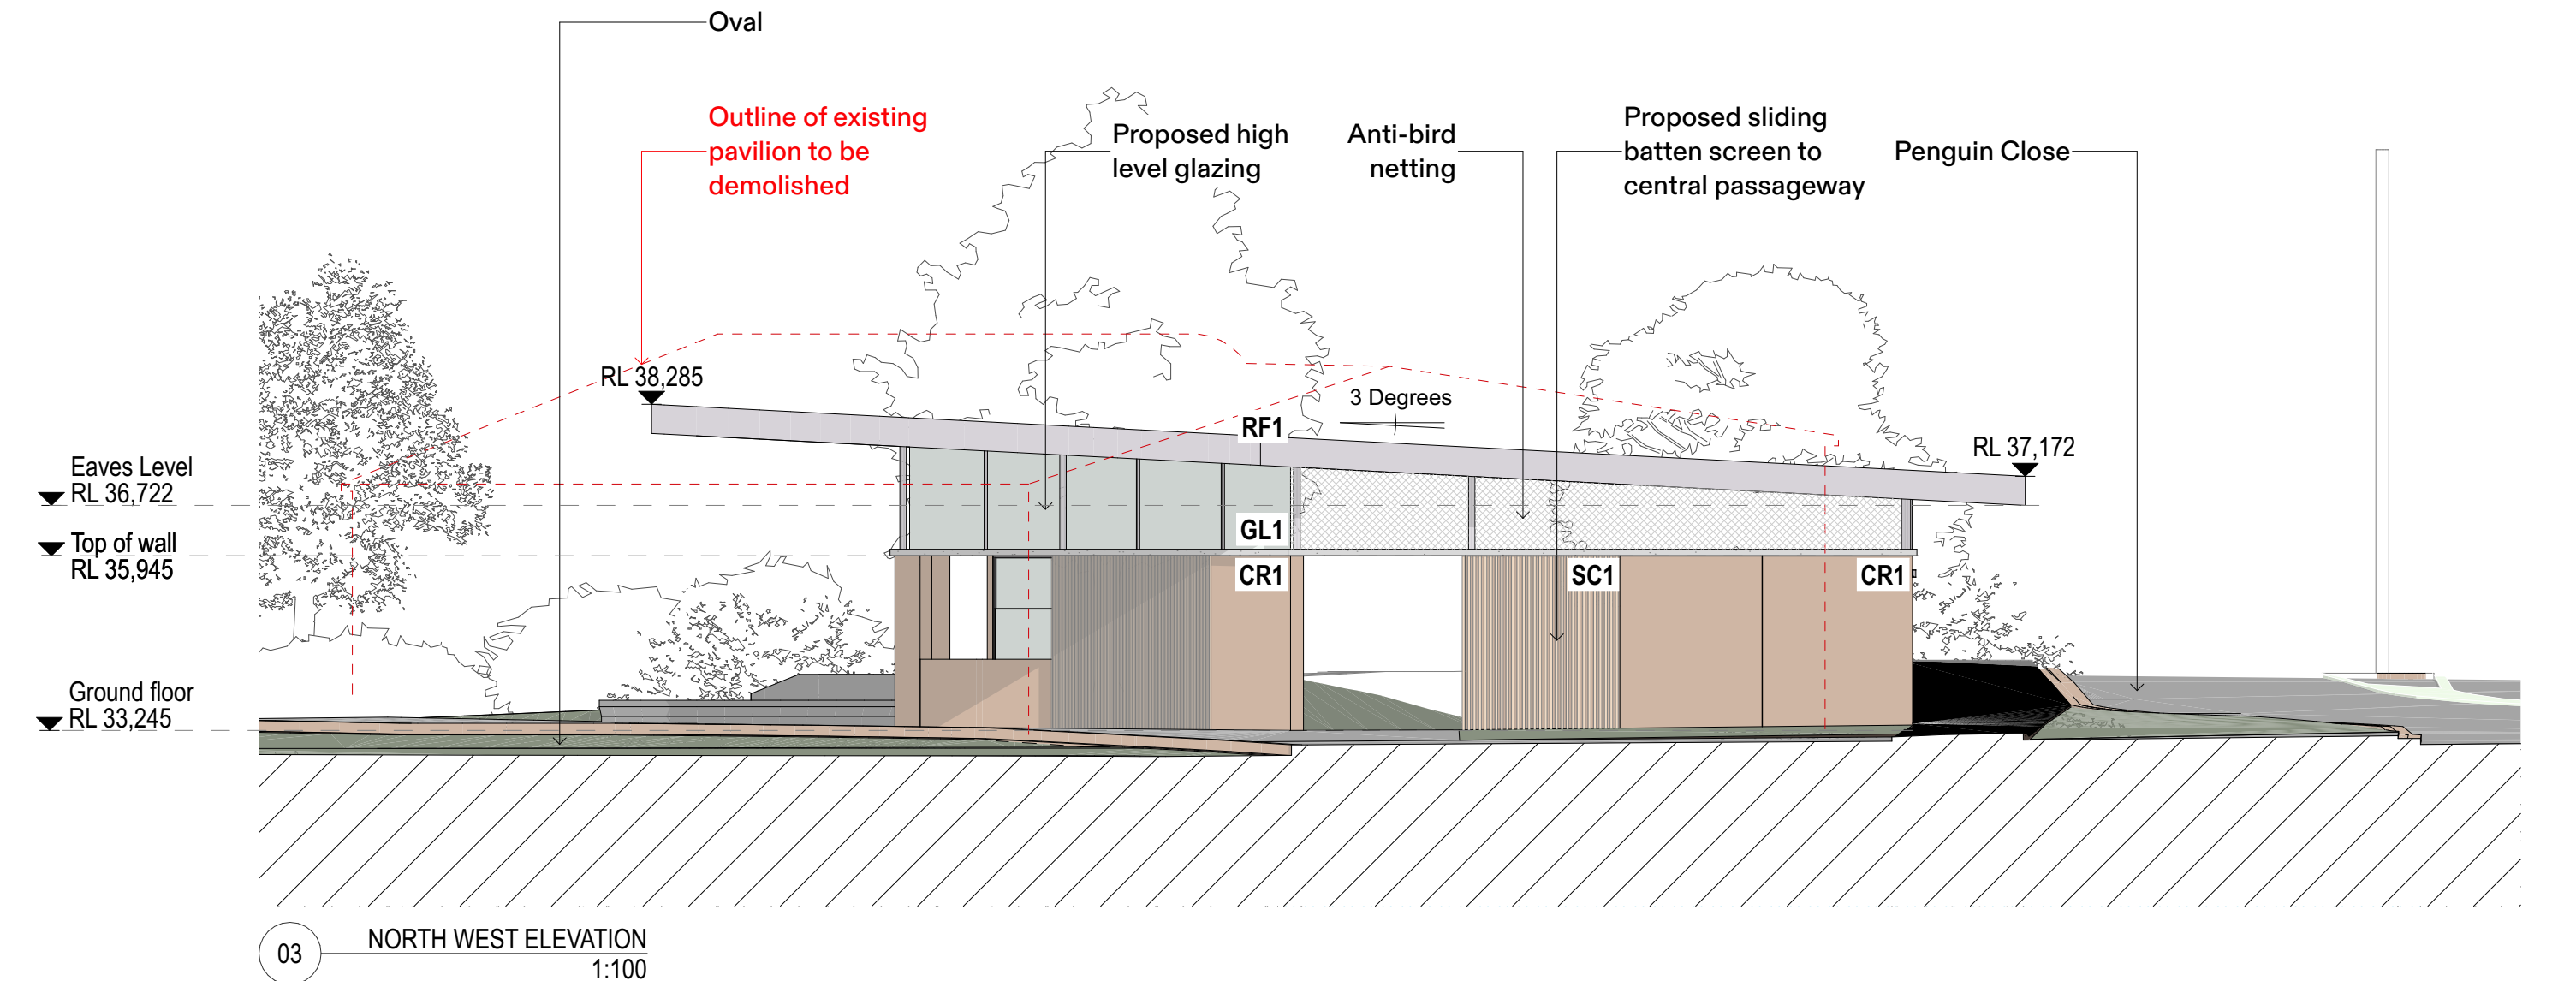 Oval
Outline of existing
pavilion to be
demolished
Proposed high
level glazing
Anti-bird
netting
Proposed sliding
batten screen to
central passageway
Penguin Close
RL 38,285
3 Degrees
RF1
RL 37,172
Eaves Level
RL 36,722
GL1
Top of wall
RL 35,945
CR1
SC1
CR1
Ground floor
RL 33,245
03
NORTH WEST ELEVATION
1:100